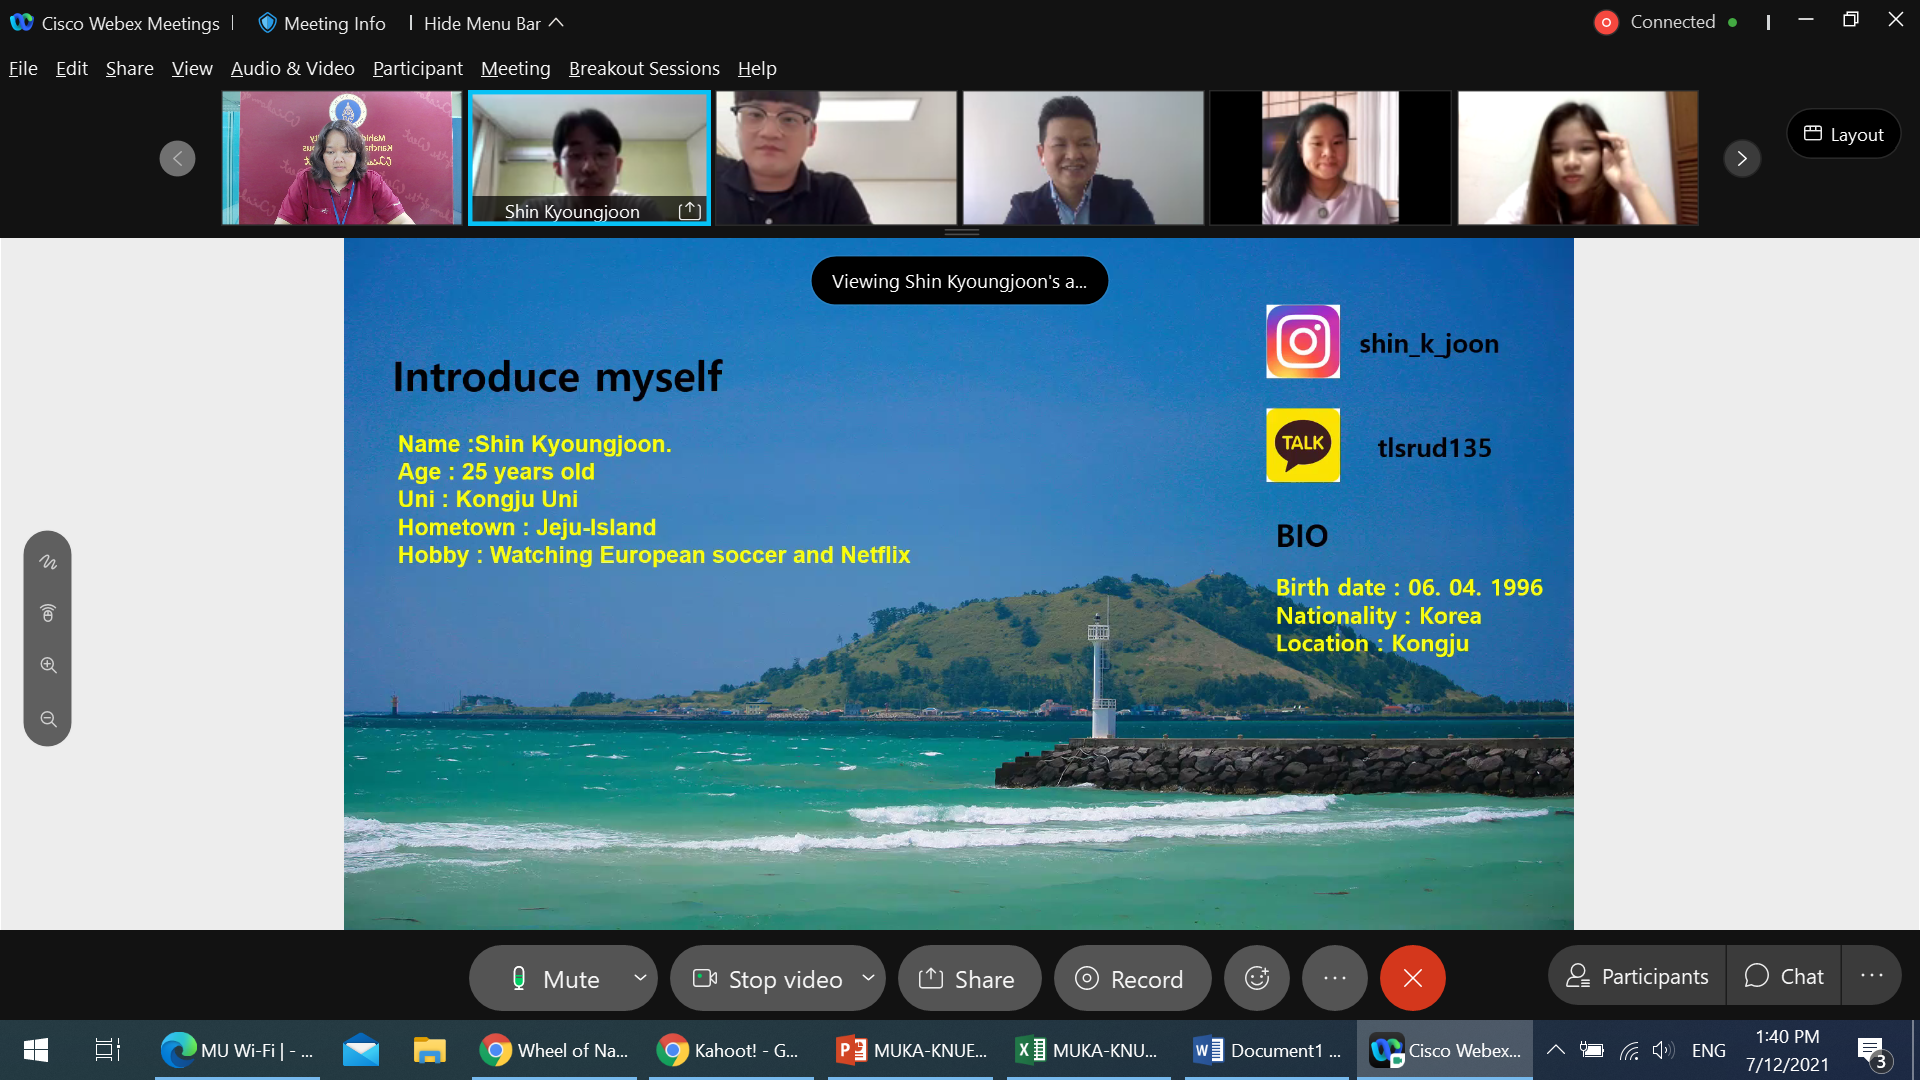 Cisco Webex Meetings
Meeting Info
Hide Menu Bar
Connected
File Edit Share View Audio & Video Participant Meeting Breakout Sessions Help
Shin Kyoungjoon
Layout
Viewing Shin Kyoungjoon's a...
Introduce myself
Name :Shin Kyoungjoon.
Age : 25 years old
Uni : Kongju Uni
Hometown : Jeju-Island
Hobby : Watching European soccer and Netflix
shin_k_joon
TALK
tlsrud135
BIO
Birth date : 06. 04. 1996
Nationality : Korea
Location : Kongju
Mute
Stop video
Share
Record
Participants
Chat
MU Wi-Fi | - ...
Wheel of Na...
Kahoot! - G...
MUKA-KNUE...
MUKA-KNU...
Document1 ...
Cisco Webex...
ENG
1:40 PM
7/12/2021
3